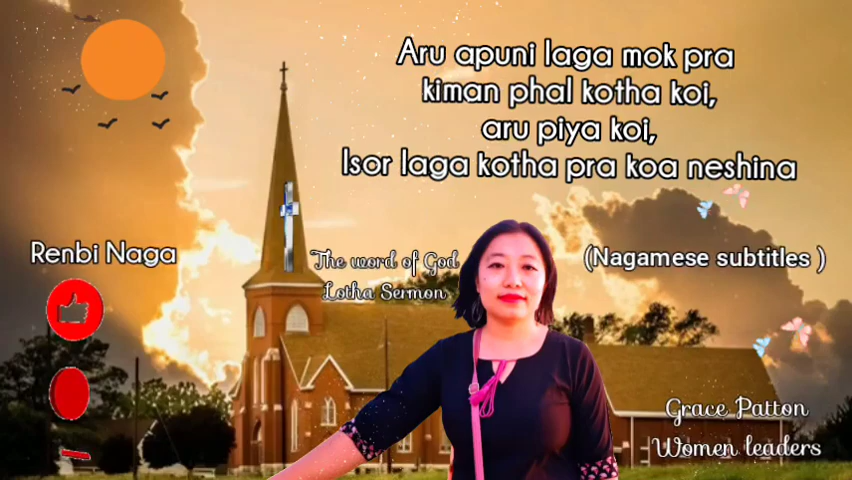 Aru apuni laga mok pra
kiman phal kotha koi,
aru piya koi,
Isor laga kotha pra koa neshina
Renbi Naga
The word of God
Lotha Sermon
(Nagamese subtitles )
Grace Patton
Women leaders